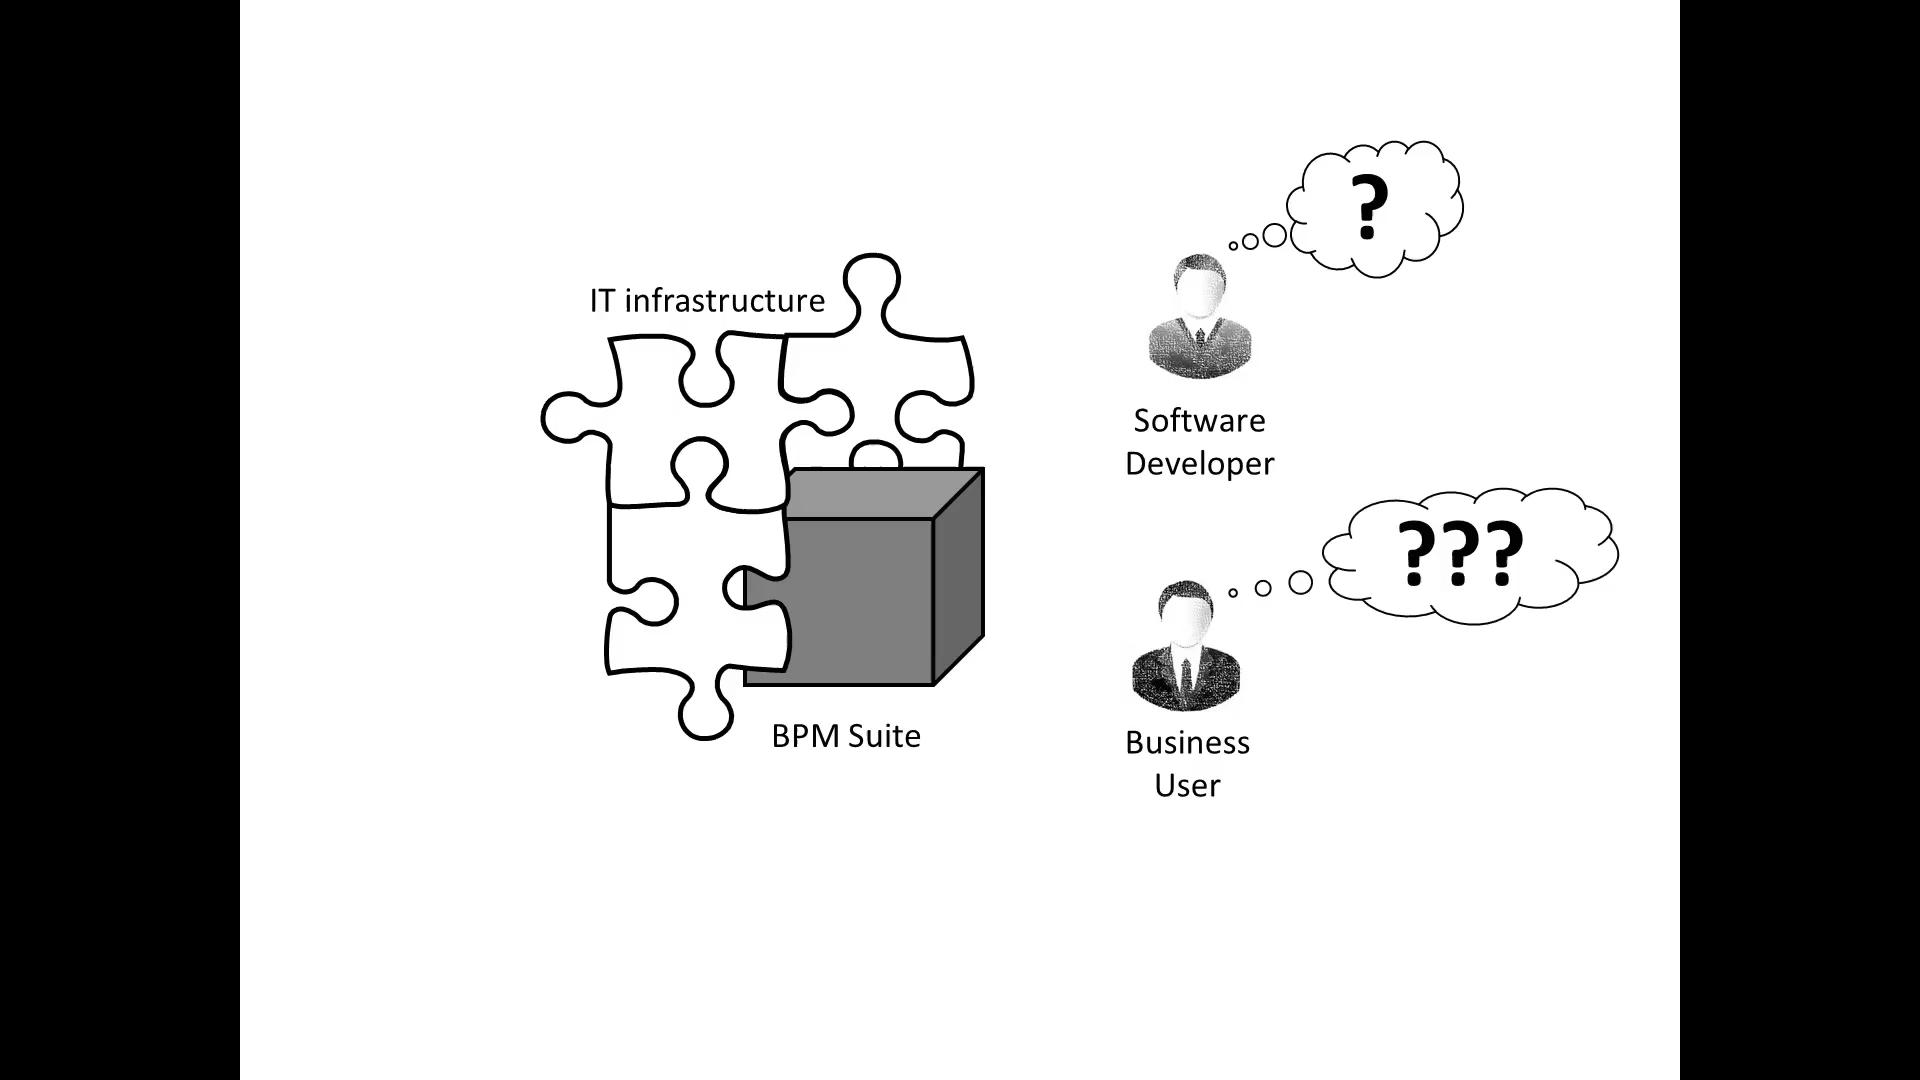 ?
IT infrastructure
Software
Developer
???
BPM Suite
Business
User